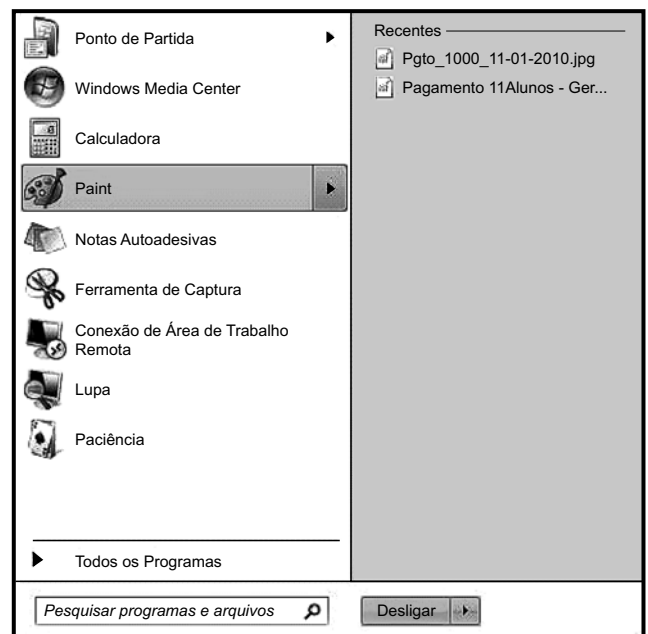 Ponto de Partida
Windows Media Center
Calculadora
Paint
Notas Autoadesivas
Ferramenta de Captura
Conexão de Área de Trabalho
Remota
Lupa
Paciência
Todos os Programas
Pesquisar programas e arquivos
Recentes
Pgto_1000_11-01-2010.jpg
Pagamento 11Alunos - Ger...
Desligar